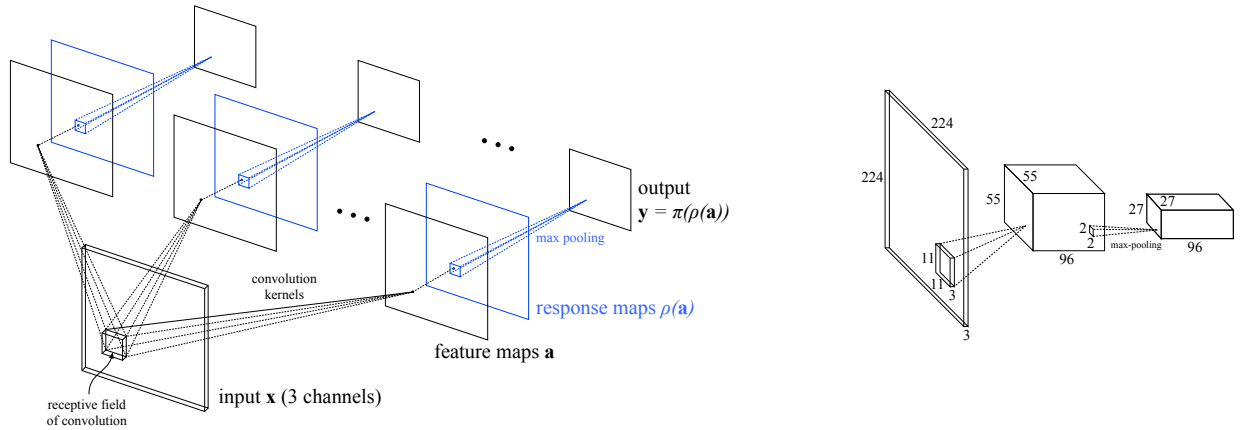 output
y = π(ρ(a))
max pooling
convolution
kernels
response maps ρ(a)
feature maps a
input x (3 channels)
receptive field
of convolution
224
224
11
11
3
3
55
55
96
2
2
max-pooling
27
27
96